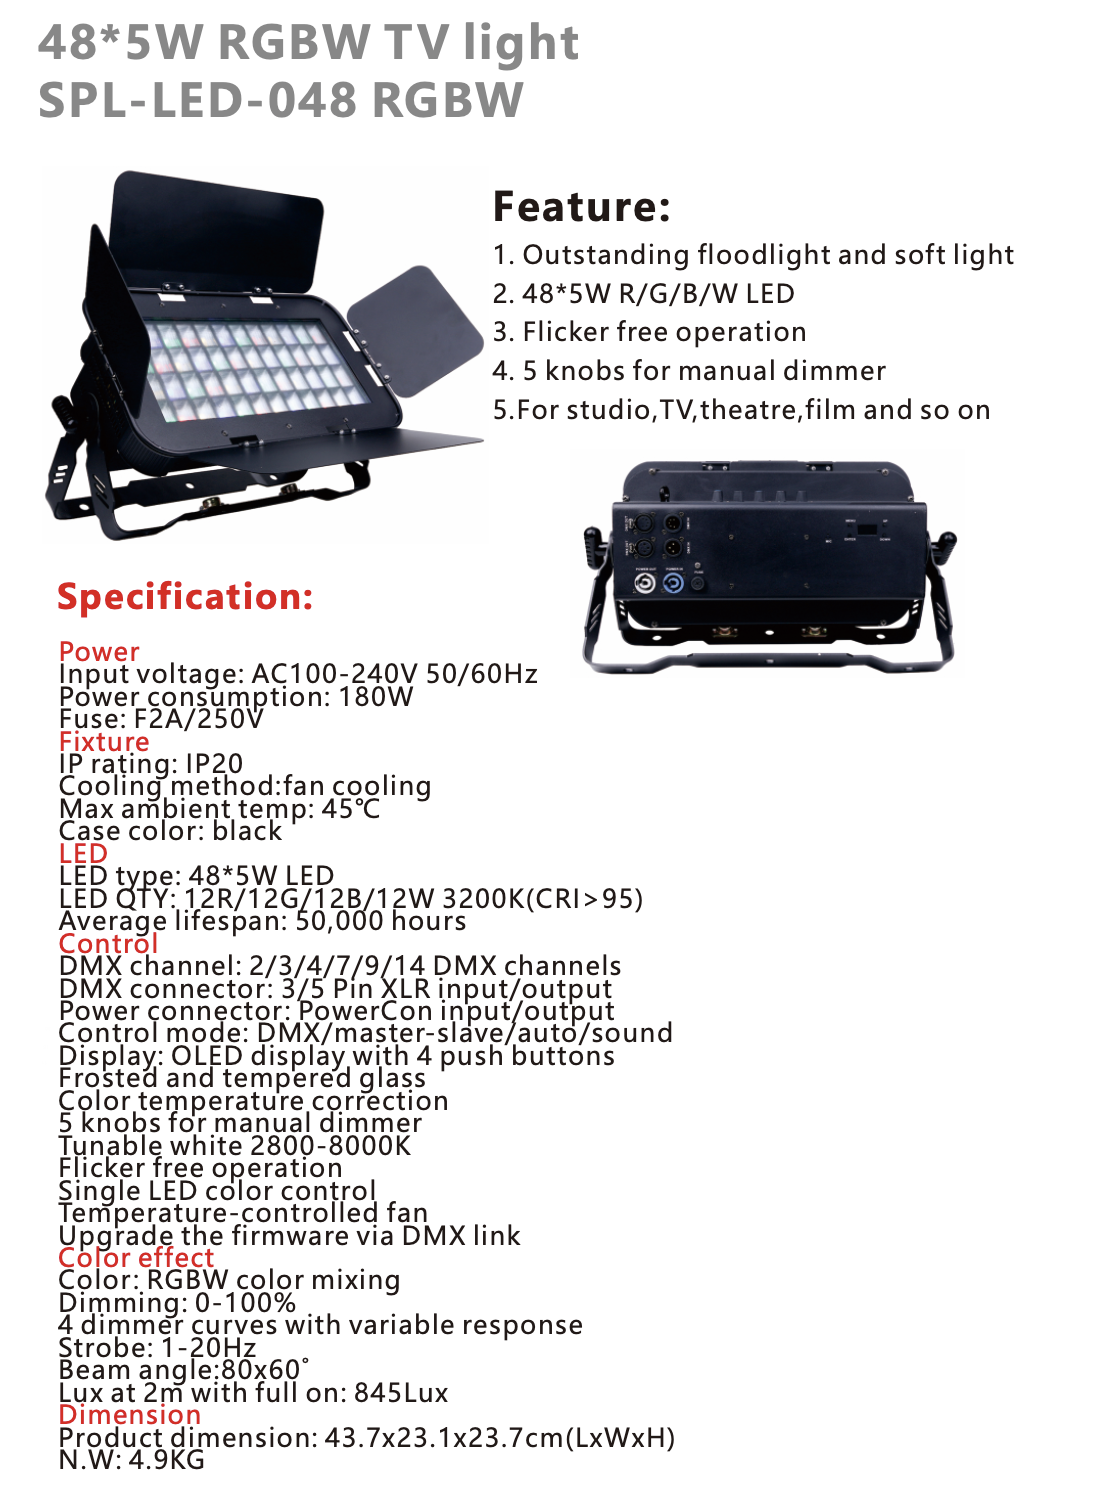 48*5W RGBW TV light
SPL-LED-048 RGBW
Feature:
1. Outstanding floodlight and soft light
2. 48*5W R/G/B/W LED
3. Flicker free operation
4. 5 knobs for manual dimmer
5.For studio,TV,theatre,film and so on
POWER OUT
POWER IN
Specification:
Power
Input voltage: AC100-240V 50/60Hz
Power consumption: 180W
Fuse: F2A/250V
Fixture
IP rating: IP20
Cooling method:fan cooling
Max ambient temp: 45℃
Case color: black
LED
LED type: 48*5W LED
LED QTY: 12R/12G/12B/12W 3200K(CRI>95)
Average lifespan: 50,000 hours
Control
DMX channel: 2/3/4/7/9/14 DMX channels
DMX connector: 3/5 Pin XLR input/output
Power connector: PowerCon input/output
Control mode: DMX/master-slave/auto/sound
Display: OLED display with 4 push buttons
Frosted and tempered glass
Color temperature correction
5 knobs for manual dimmer
Tunable white 2800-8000K
Flicker free operation
Single LED color control
Temperature-controlled fan
Upgrade the firmware via DMX link
Color effect
Color: RGBW color mixing
Dimming: 0-100%
4 dimmer curves with variable response
Strobe: 1-20Hz
Beam angle:80x60°
Lux at 2m with full on: 845Lux
Dimension
Product dimension: 43.7x23.1x23.7cm(LxWxH)
N.W: 4.9KG